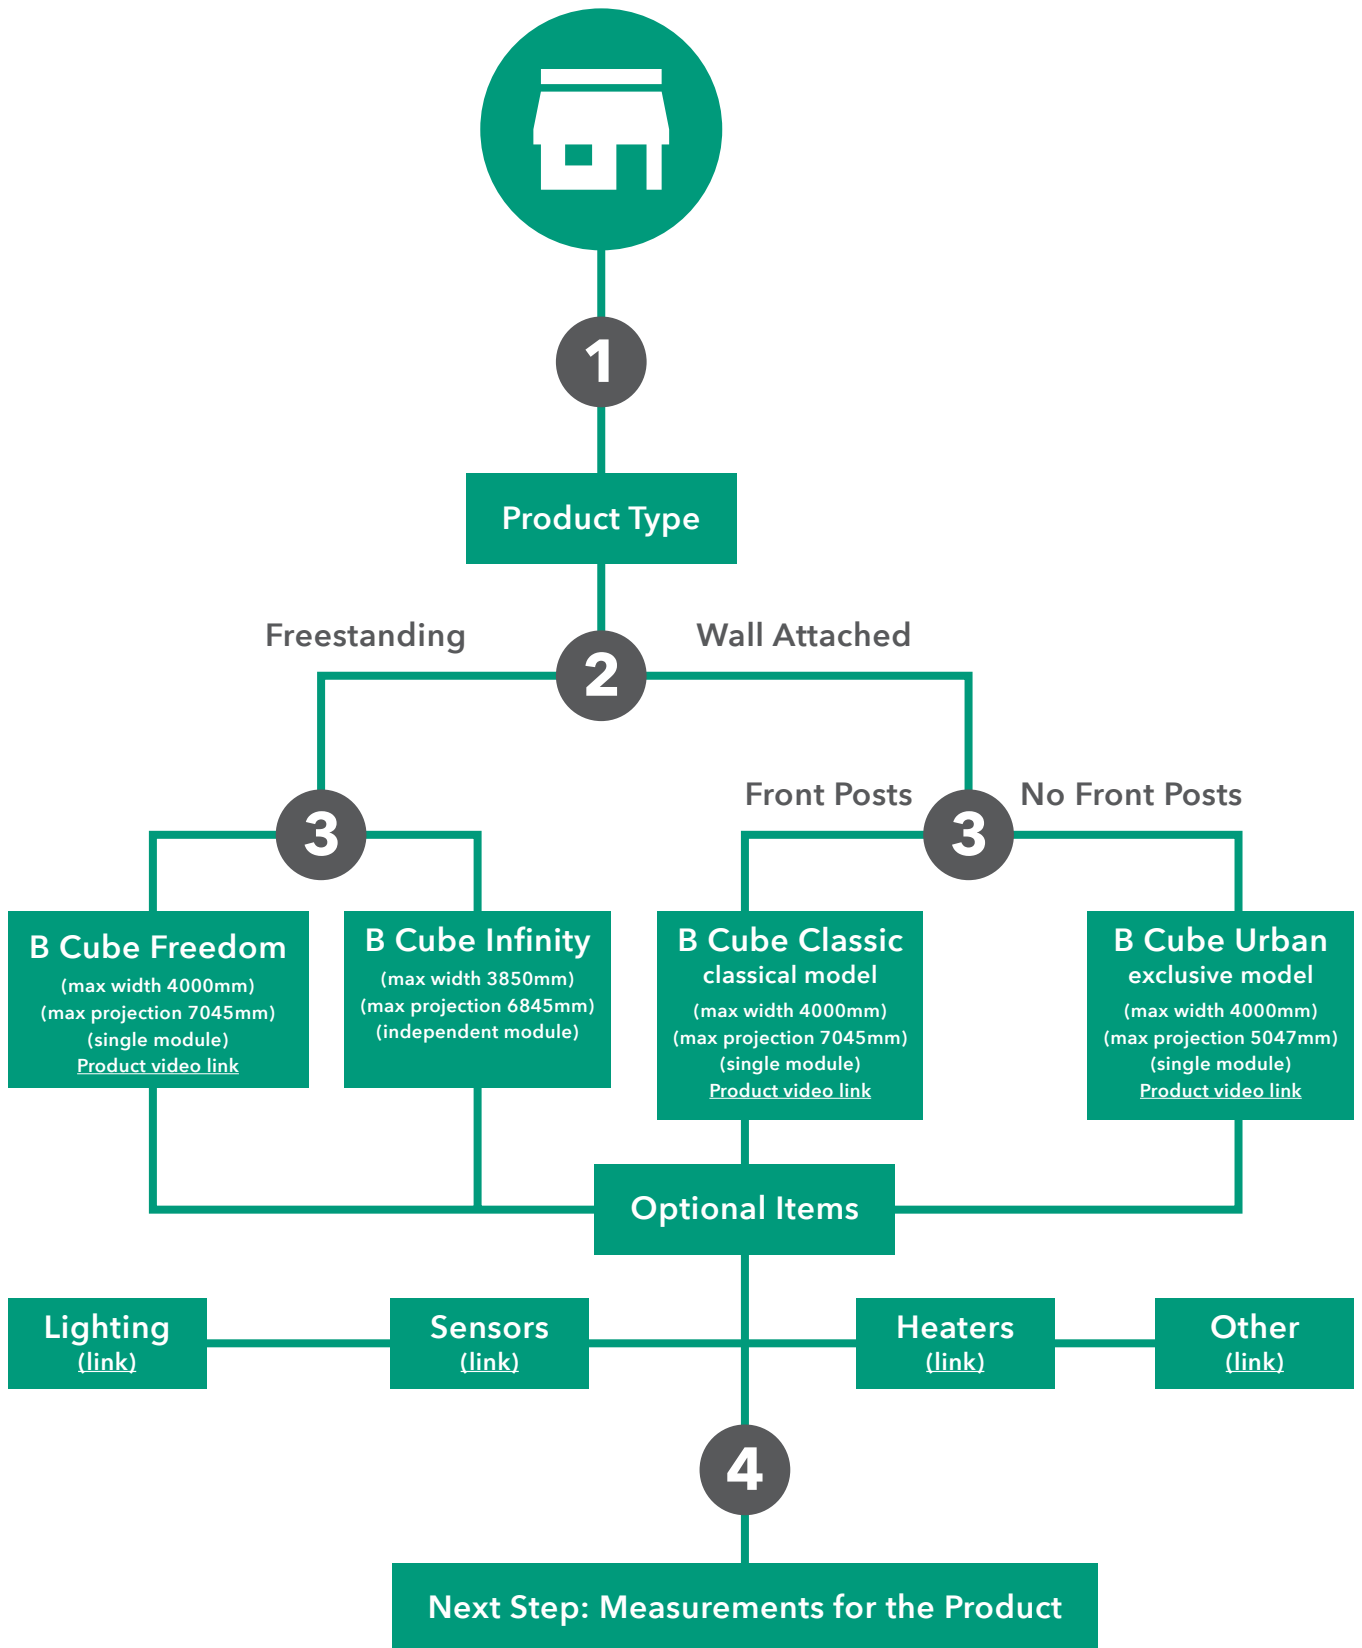 1
Product Type
Freestanding
Wall Attached
2
Front Posts
No Front Posts
3
3
B Cube Freedom
(max width 4000mm)
(max projection 7045mm)
(single module)
Product video link
B Cube Infinity
(max width 3850mm)
(max projection 6845mm)
(independent module)
B Cube Classic
classical model
(max width 4000mm)
(max projection 7045mm)
(single module)
Product video link
B Cube Urban
exclusive model
(max width 4000mm)
(max projection 5047mm)
(single module)
Product video link
Optional Items
Lighting
(link)
Sensors
(link)
Heaters
(link)
Other
(link)
4
Next Step: Measurements for the Product